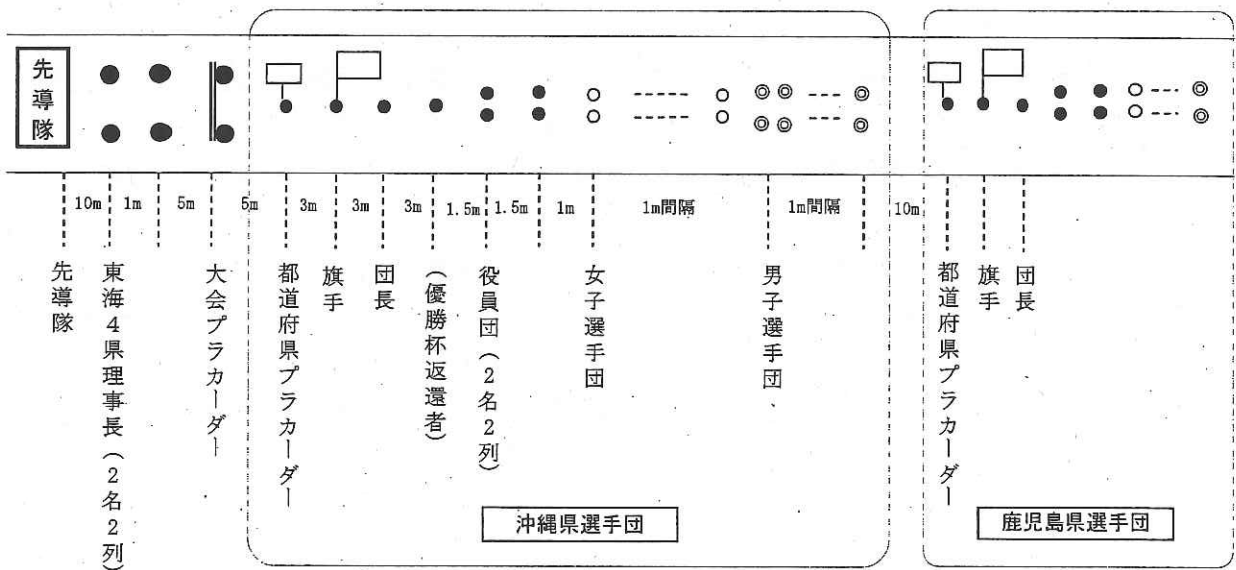 先導隊
10m
1m
5m
5m
3m
3m
3m
1.5m
1.5m
1m
1m間隔
1m間隔
10m
先導隊
東海4県理事長(2名2列)
大会プラカーダー
都道府県プラカーダー
旗手
団長
(優勝杯返還者)
役員団(2名2列)
女子選手団
男子選手団
都道府県プラカーダー
旗手
団長
沖縄県選手団
鹿児島県選手団